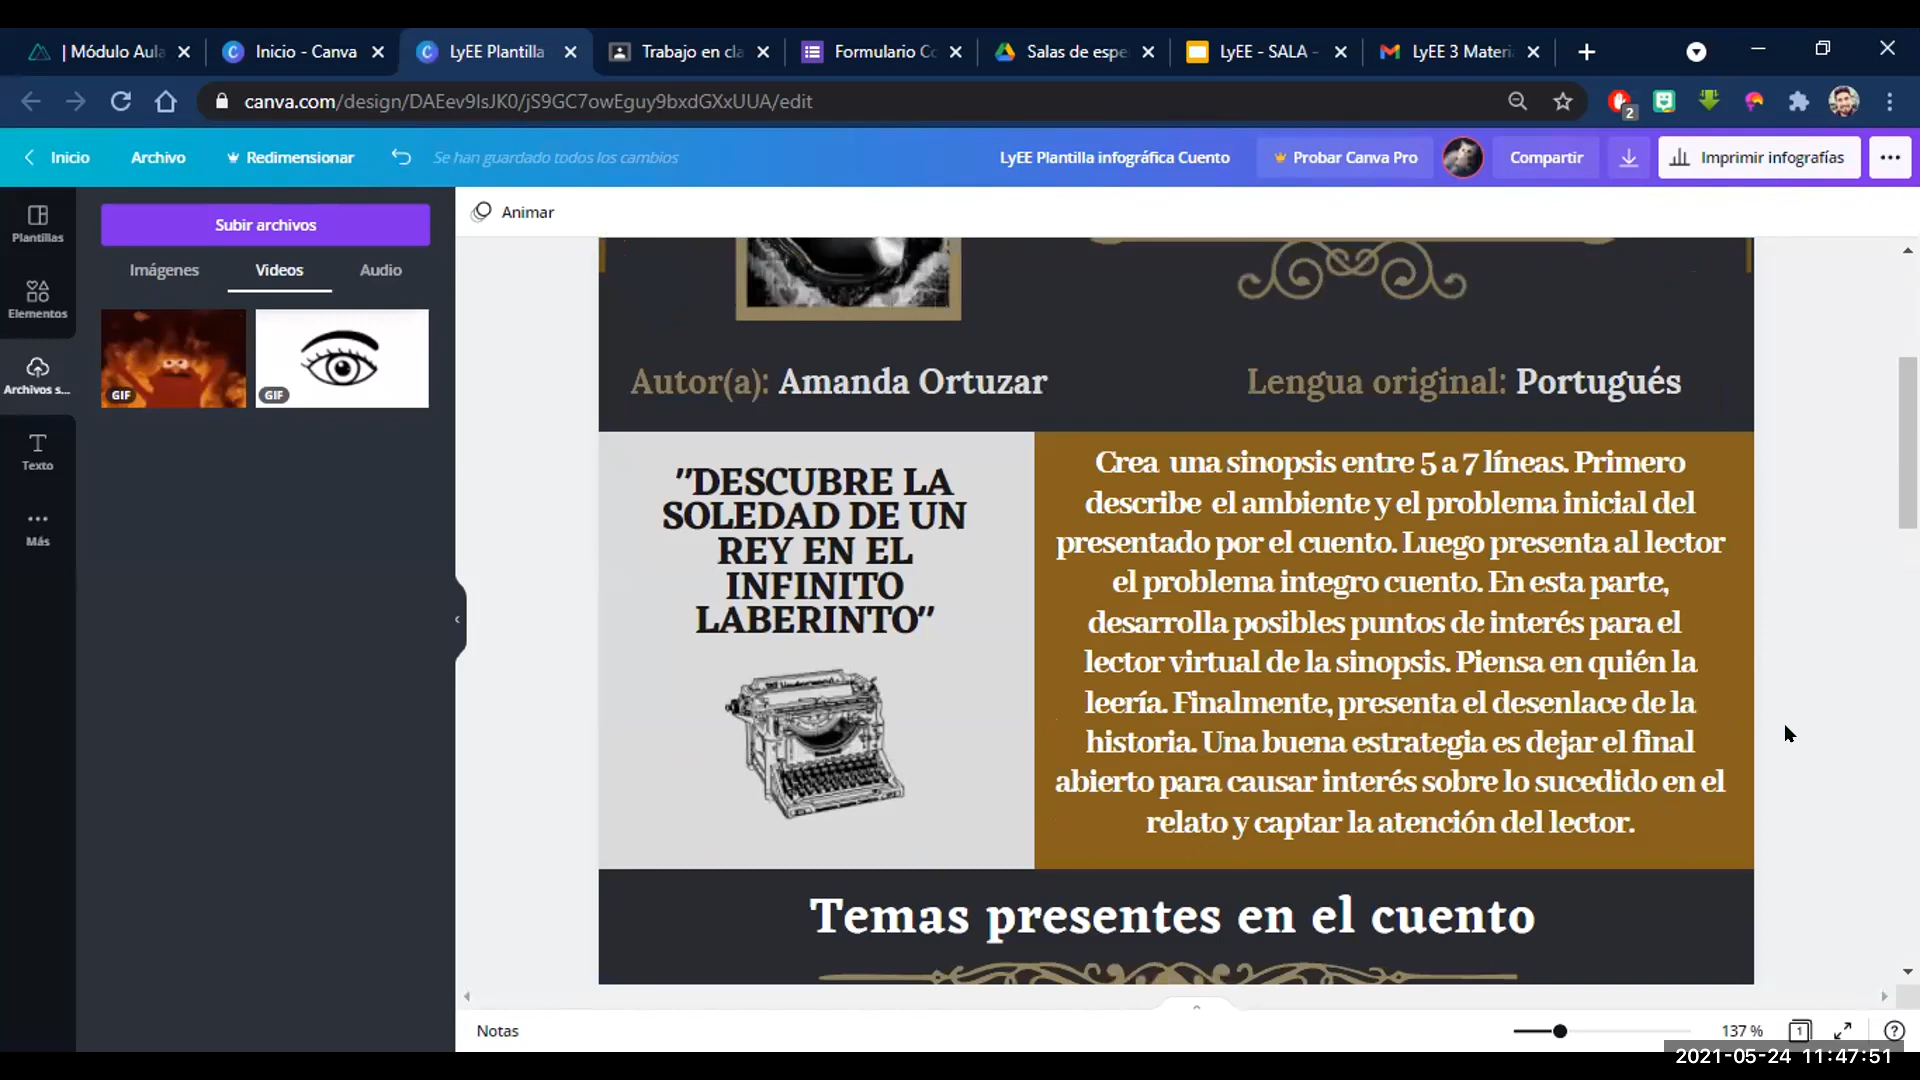 | Módulo Aula
Inicio - Canva
LyEE Plantilla
Trabajo en cla
Formulario Co
Salas de espe
LyEE - SALA -
LyEE 3 Materi
canva.com/design/DAEev9IsJK0/jS9GC7owEguy9bxdGXxUUA/edit
2
Inicio
Archivo
Redimensionar
Se han guardado todos los cambios
LyEE Plantilla infográfica Cuento
Probar Canva Pro
Compartir
Imprimir infografías
Plantillas
Elementos
Archivos s...
Texto
Más
Subir archivos
Imágenes
Videos
Audio
GIF
GIF
Animar
Autor(a): Amanda Ortuzar
Lengua original: Portugués
"DESCUBRE LA
SOLEDAD DE UN
REY EN EL
INFINITO
LABERINTO"
Crea una sinopsis entre 5 a 7 líneas. Primero
describe el ambiente y el problema inicial del
presentado por el cuento. Luego presenta al lector
el problema integro cuento. En esta parte,
desarrolla posibles puntos de interés para el
lector virtual de la sinopsis. Piensa en quién la
leería. Finalmente, presenta el desenlace de la
historia. Una buena estrategia es dejar el final
abierto para causar interés sobre lo sucedido en el
relato y captar la atención del lector.
Temas presentes en el cuento
Notas
137 %
1
2021-05-24 11:47:51